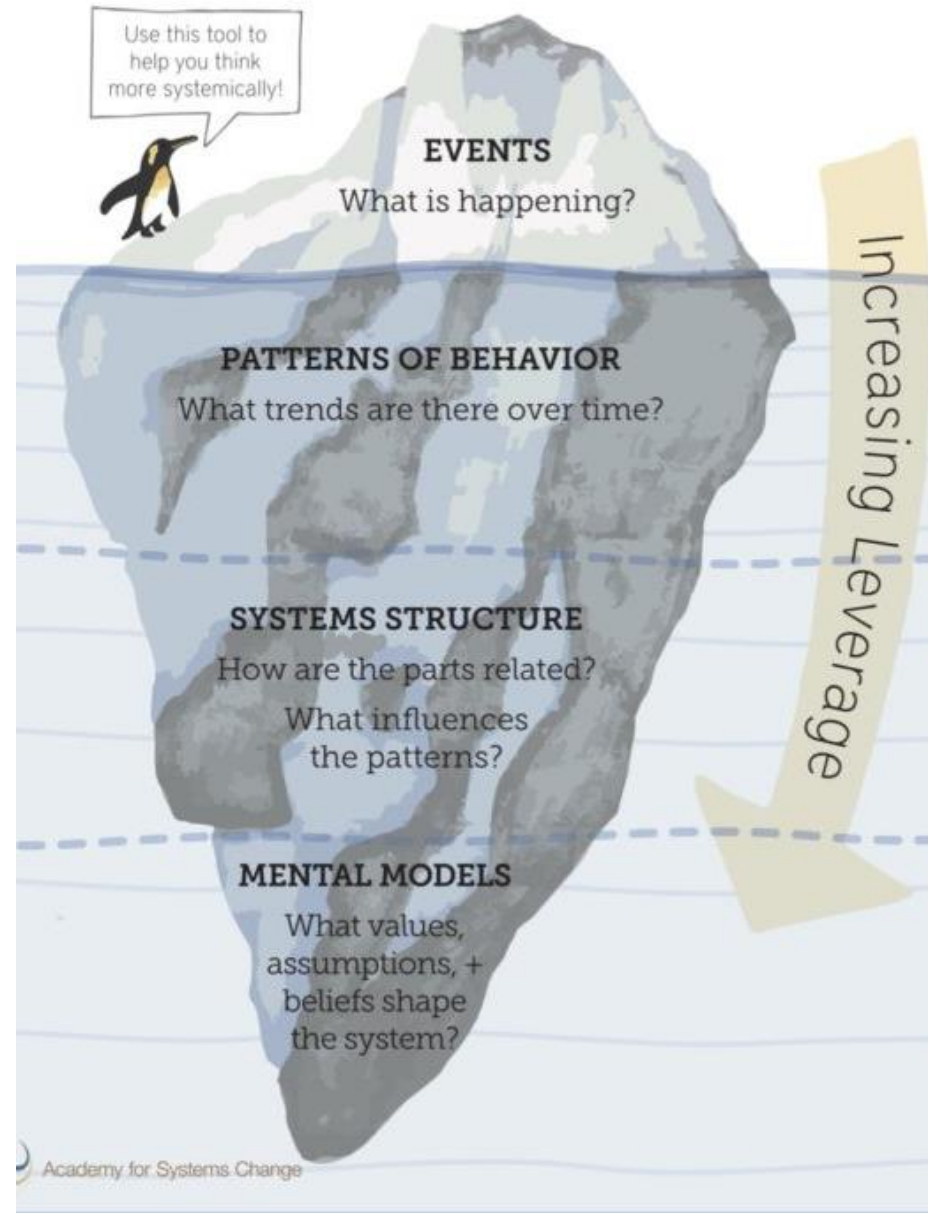 Use this tool to
help you think
more systemically!
EVENTS
What is happening?
PATTERNS OF BEHAVIOR
What trends are there over time?
SYSTEMS STRUCTURE
How are the parts related?
What influences
the patterns?
MENTAL MODELS
What values,
assumptions, +
beliefs shape
the system?
Increasing Leverage
Academy for Systems Change